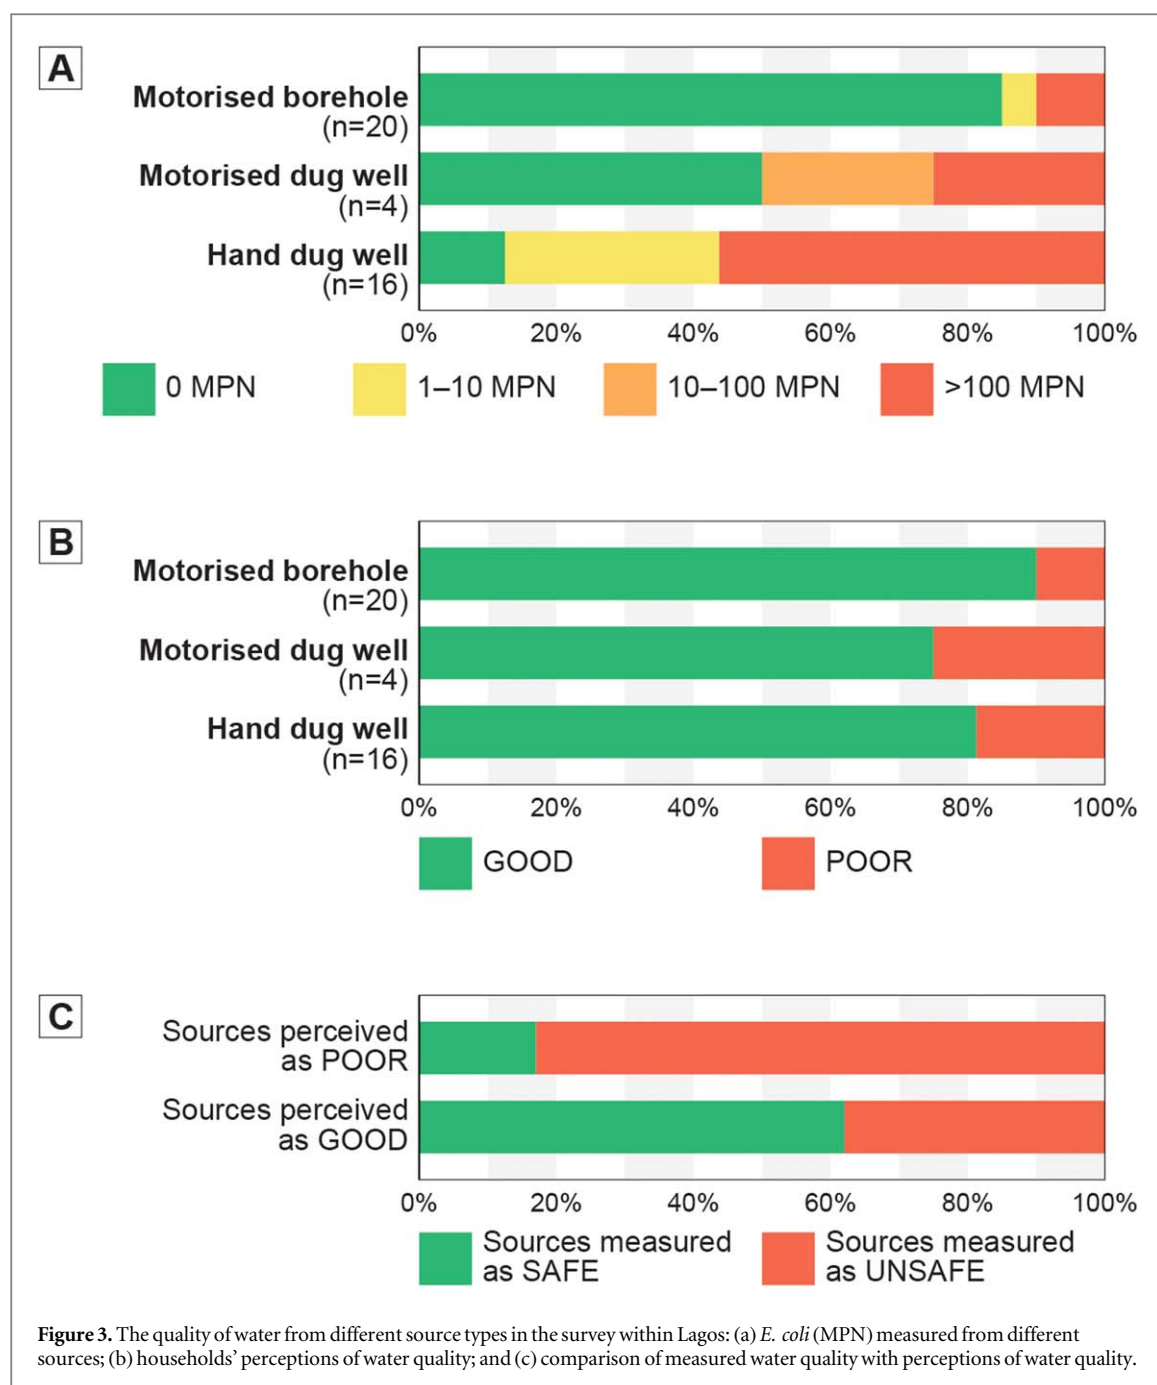 A
Motorised borehole
(n=20)
Motorised dug well
(n=4)
Hand dug well
(n=16)
0% 20% 40% 60% 80% 100%
0 MPN 1–10 MPN 10–100 MPN >100 MPN
B
Motorised borehole
(n=20)
Motorised dug well
(n=4)
Hand dug well
(n=16)
0% 20% 40% 60% 80% 100%
GOOD POOR
C
Sources perceived
as POOR
Sources perceived
as GOOD
0% 20% 40% 60% 80% 100%
Sources measured
as SAFE
Sources measured
as UNSAFE
Figure 3. The quality of water from different source types in the survey within Lagos: (a) E. coli (MPN) measured from different
sources; (b) households’ perceptions of water quality; and (c) comparison of measured water quality with perceptions of water quality.